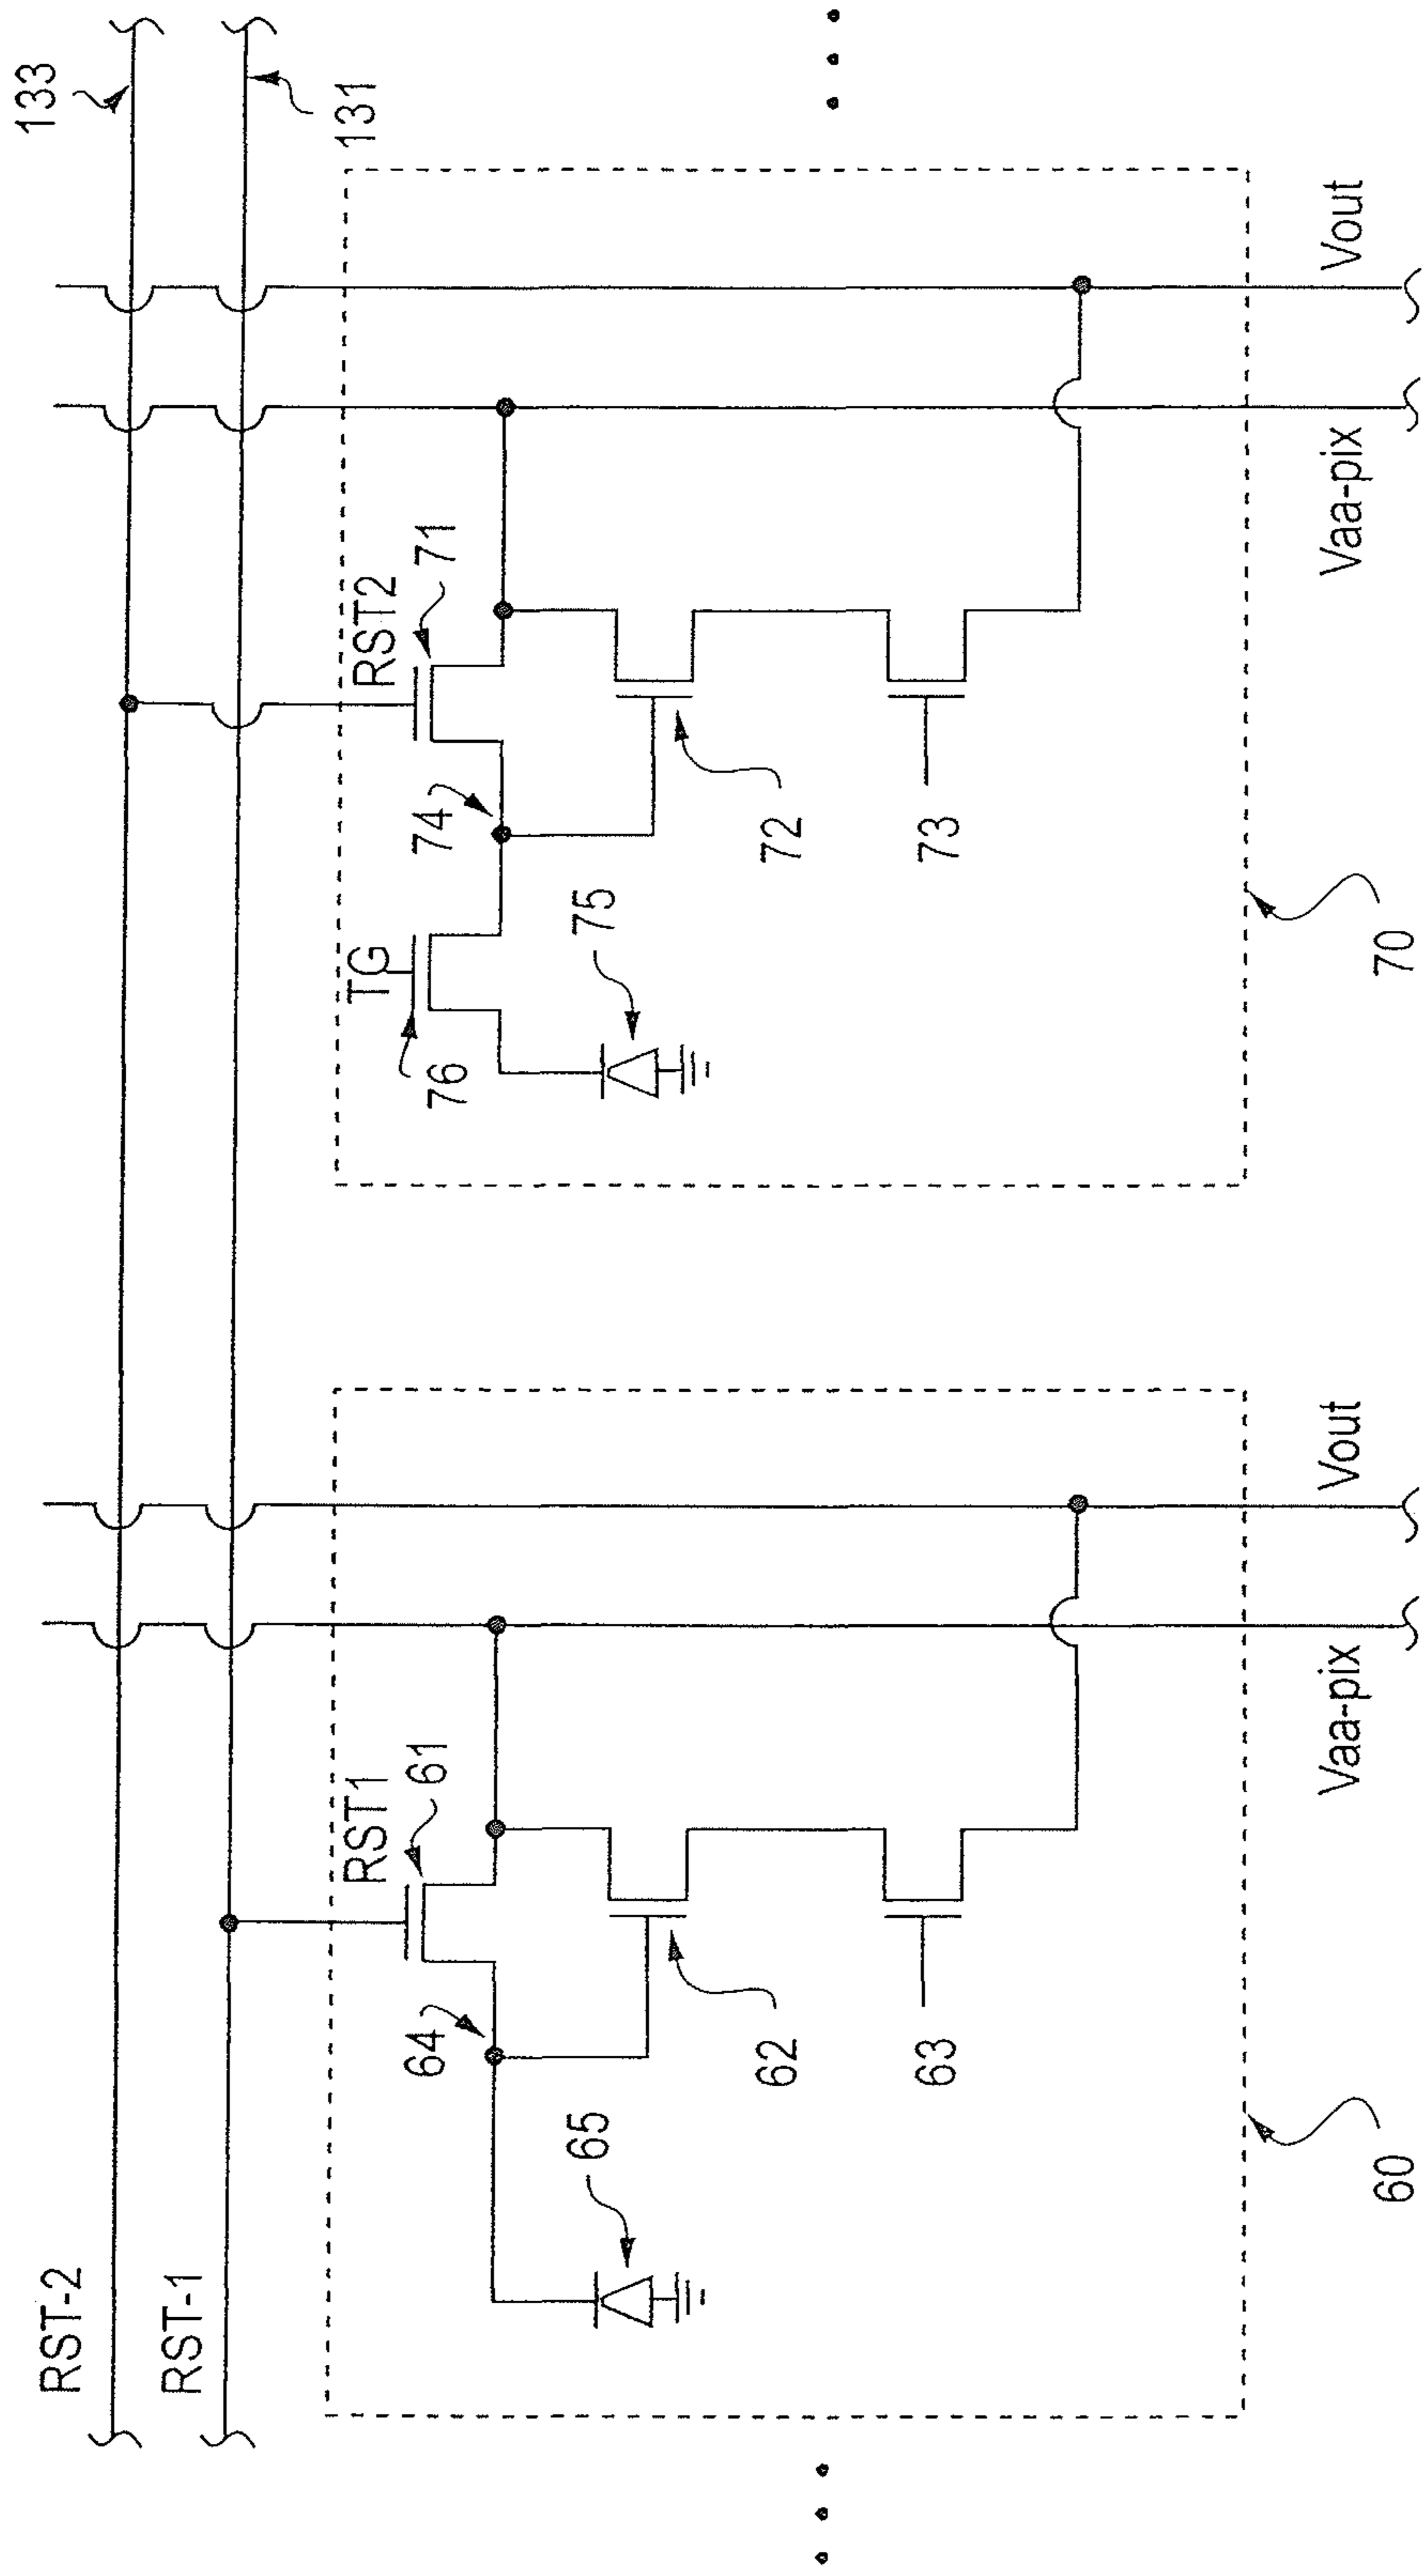 RST-2
RST-1
133
131
RST1
61
64
62
63
65
60
Vaa-pix
Vout
RST2
71
74
TG
76
75
72
73
70
Vaa-pix
Vout